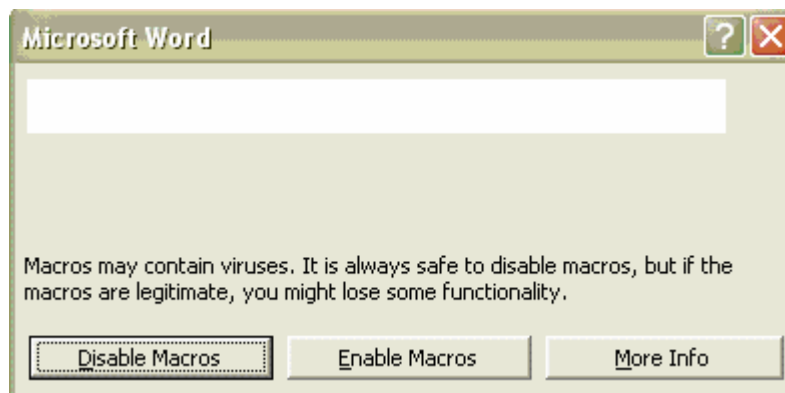 Microsoft Word
Macros may contain viruses. It is always safe to disable macros, but if the
macros are legitimate, you might lose some functionality.
Disable Macros Enable Macros More Info